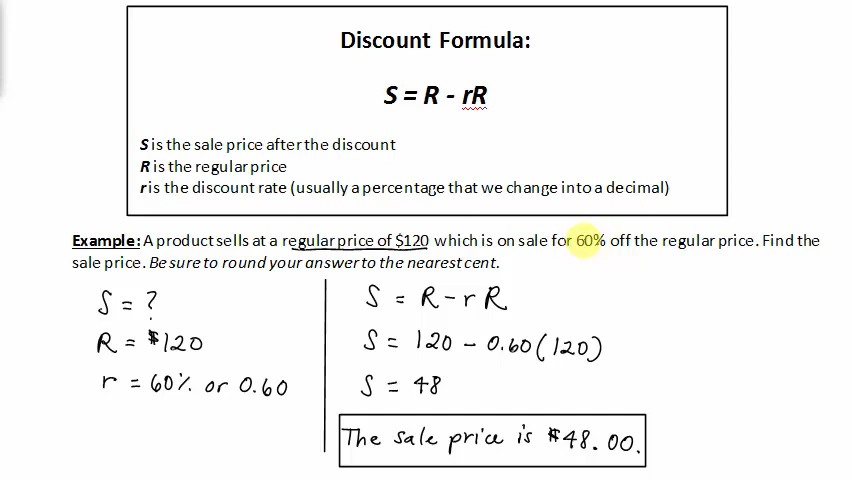 Discount Formula:
S = R - rR
S is the sale price after the discount
R is the regular price
r is the discount rate (usually a percentage that we change into a decimal)
Example: A product sells at a regular price of $120 which is on sale for 60% off the regular price. Find the
sale price. Be sure to round your answer to the nearest cent.
S = ?
R = $120
r = 60% or 0.60
S = R - r R
S = 120 - 0.60(120)
S = 48
The sale price is $48.00.